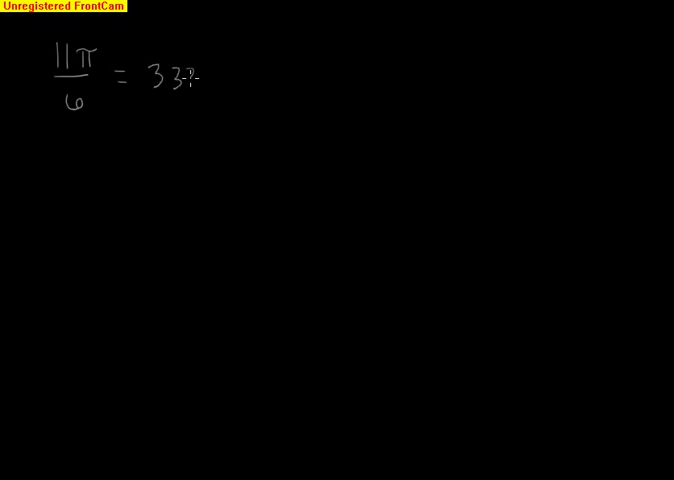 Unregistered FrontCam
11π/6 = 33